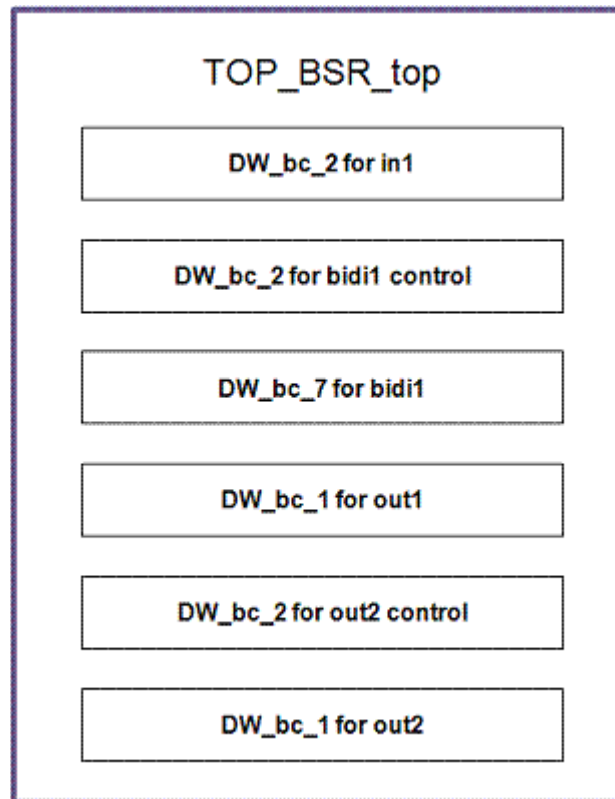 TOP_BSR_top
DW_bc_2 for in1
DW_bc_2 for bidi1 control
DW_bc_7 for bidi1
DW_bc_1 for out1
DW_bc_2 for out2 control
DW_bc_1 for out2